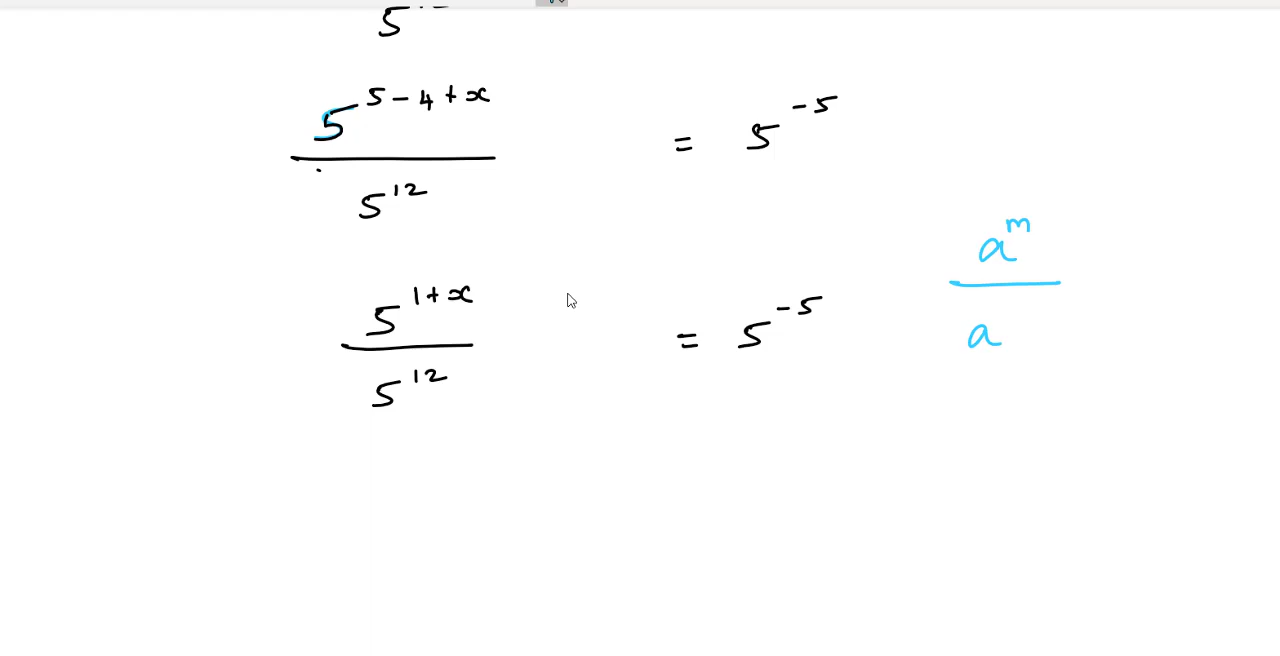 5^{5-4+x} / 5^{12} = 5^{-5}
5^{1+x} / 5^{12} = 5^{-5}
a^m / a